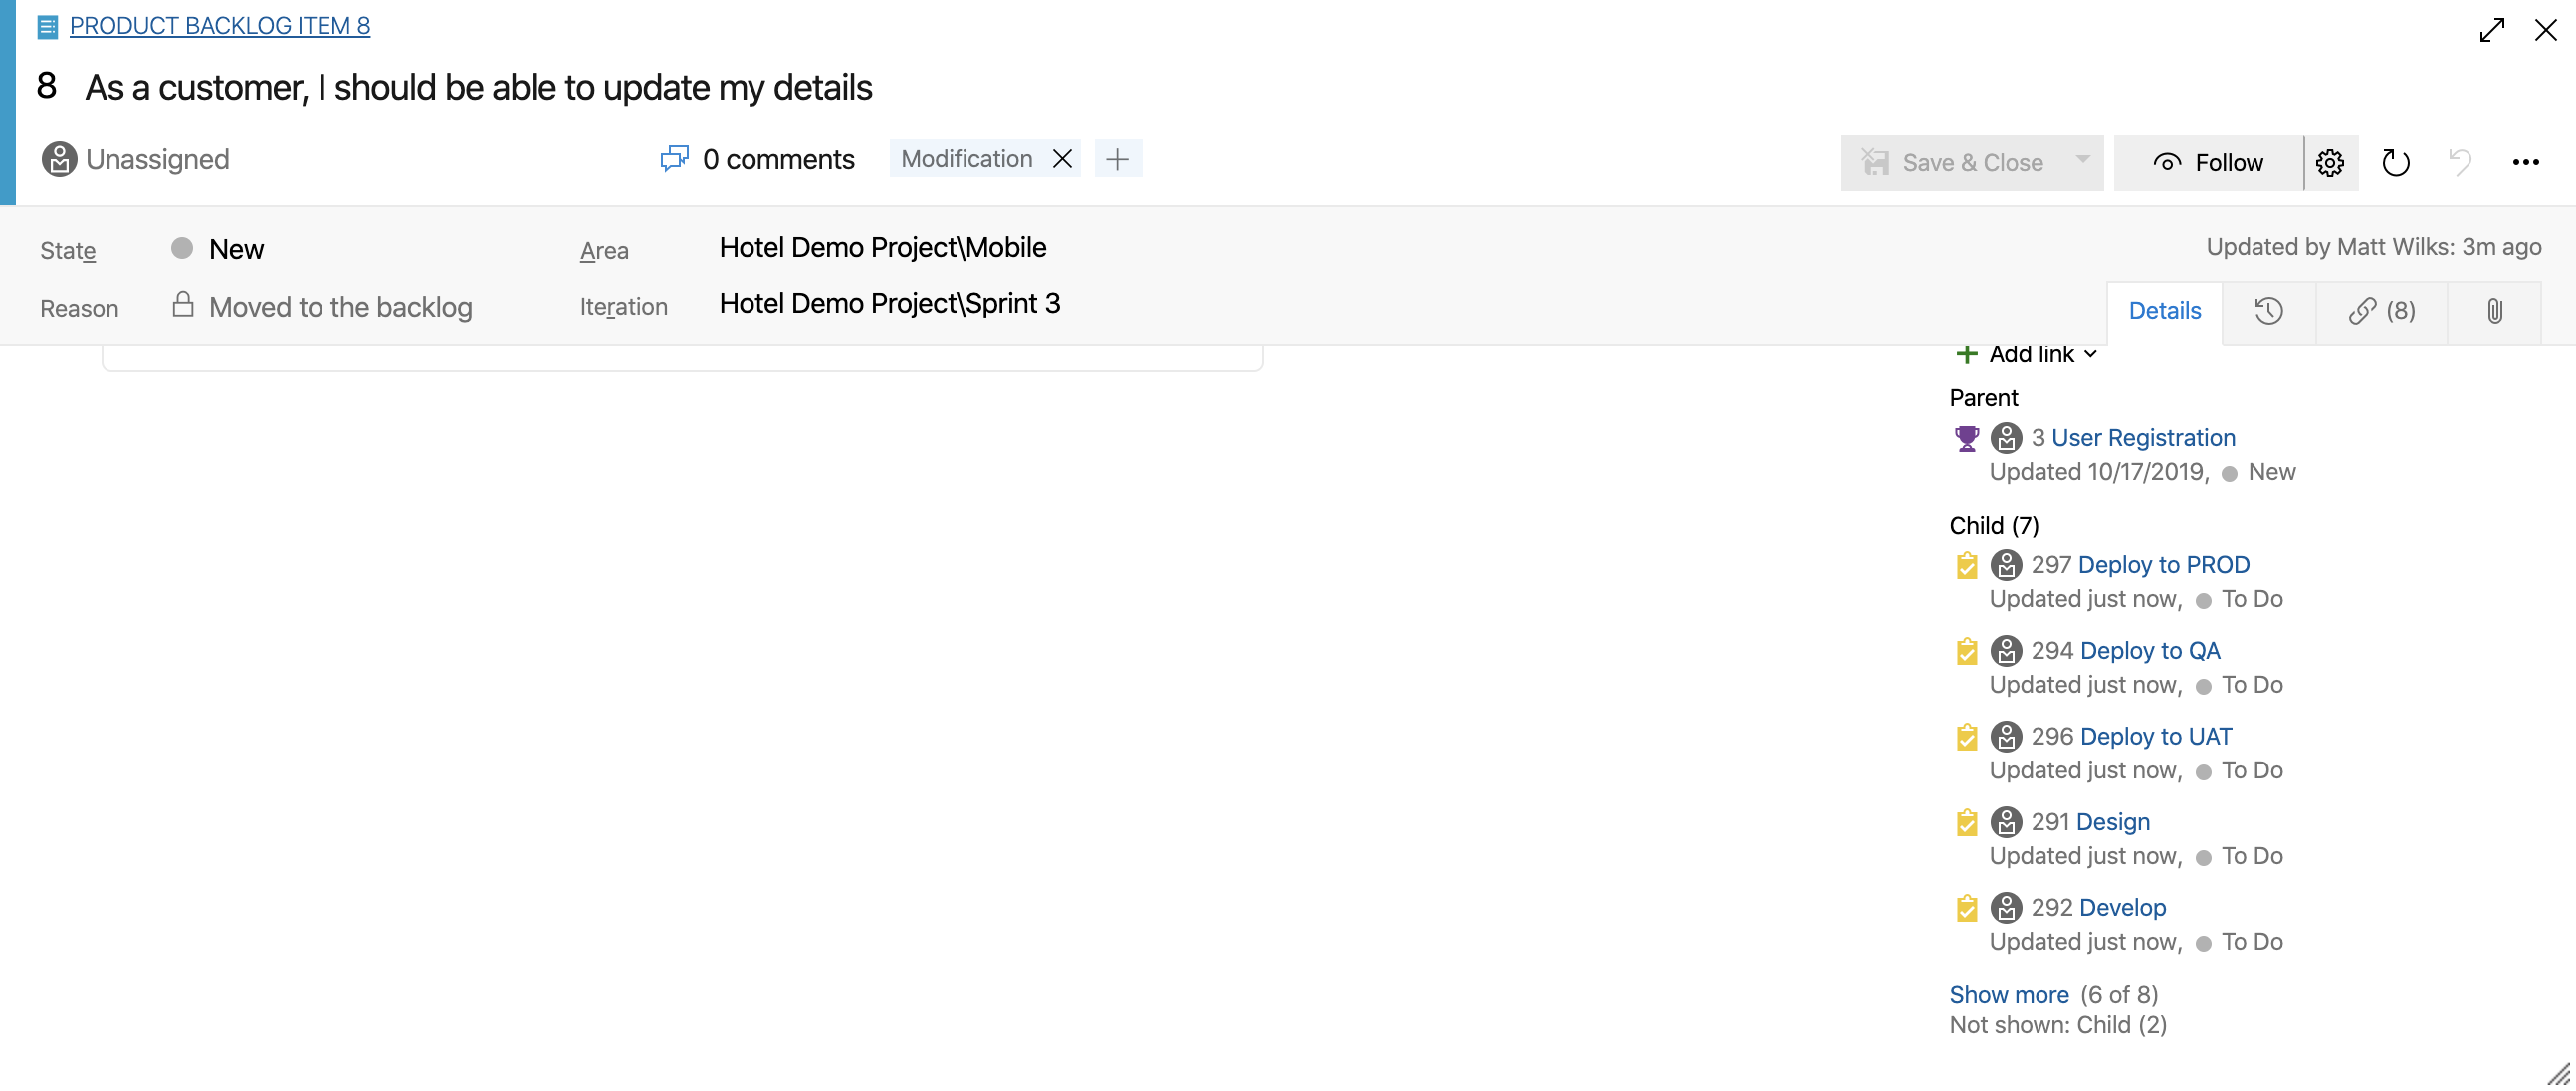 PRODUCT BACKLOG ITEM 8
8 As a customer, I should be able to update my details
Unassigned
0 comments
Modification
Save & Close
Follow
State New
Area Hotel Demo Project\Mobile
Updated by Matt Wilks: 3m ago
Reason Moved to the backlog
Iteration Hotel Demo Project\Sprint 3
Details
(8)
Add link
Parent
3 User Registration
Updated 10/17/2019, New
Child (7)
297 Deploy to PROD
Updated just now, To Do
294 Deploy to QA
Updated just now, To Do
296 Deploy to UAT
Updated just now, To Do
291 Design
Updated just now, To Do
292 Develop
Updated just now, To Do
Show more (6 of 8)
Not shown: Child (2)